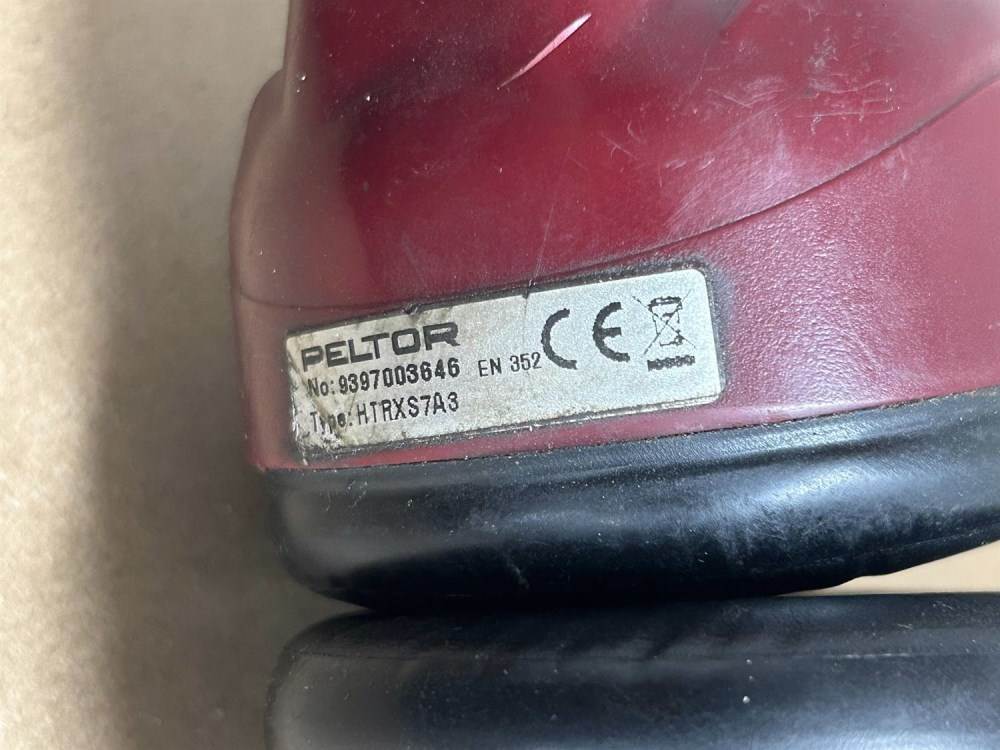 PELTOR
No: 9397003646 EN 352 CE
Type: HTRXS7A3